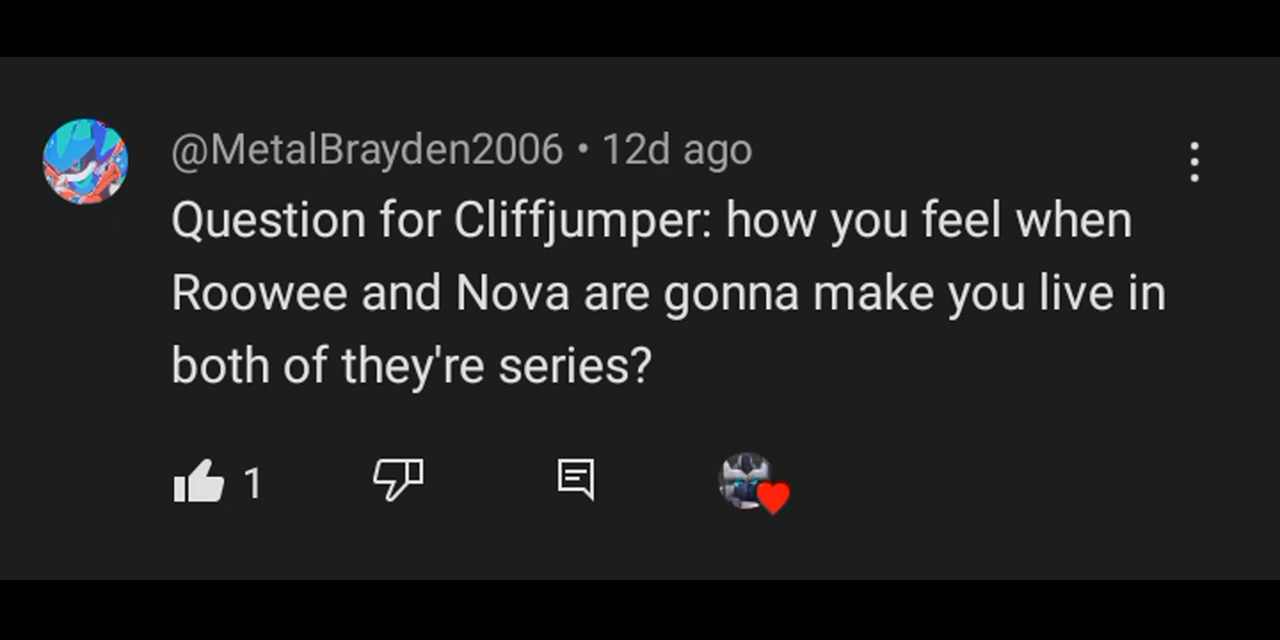 @MetalBrayden2006 • 12d ago
Question for Cliffjumper: how you feel when
Roowee and Nova are gonna make you live in
both of they're series?
1